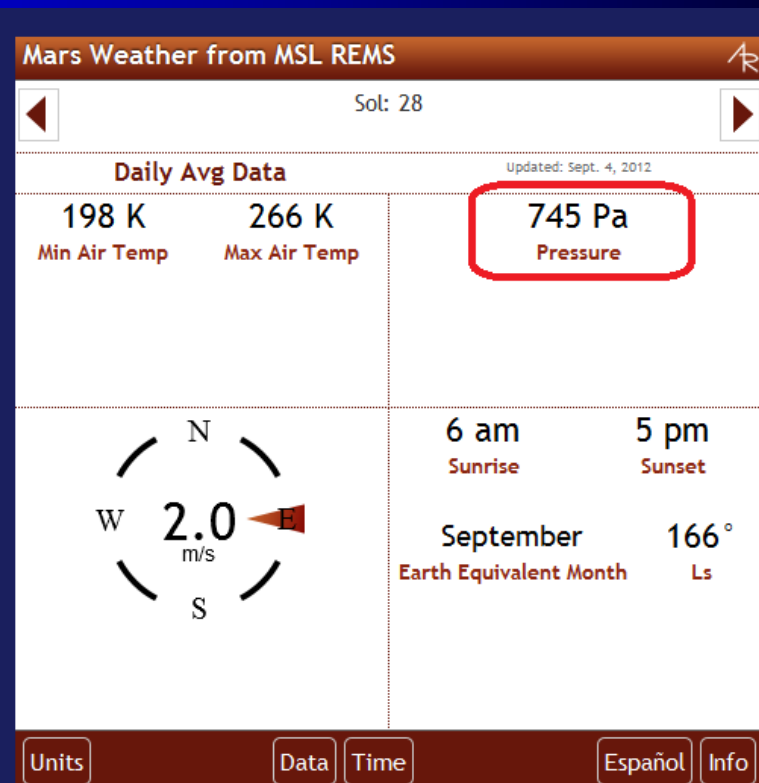 Mars Weather from MSL REMS
AR
Sol: 28
Daily Avg Data
Updated: Sept. 4, 2012
198 K
266 K
745 Pa
Min Air Temp
Max Air Temp
Pressure
N
W
2.0
E
m/s
S
6 am
5 pm
Sunrise
Sunset
September
166°
Earth Equivalent Month
Ls
Units
Data
Time
Español
Info